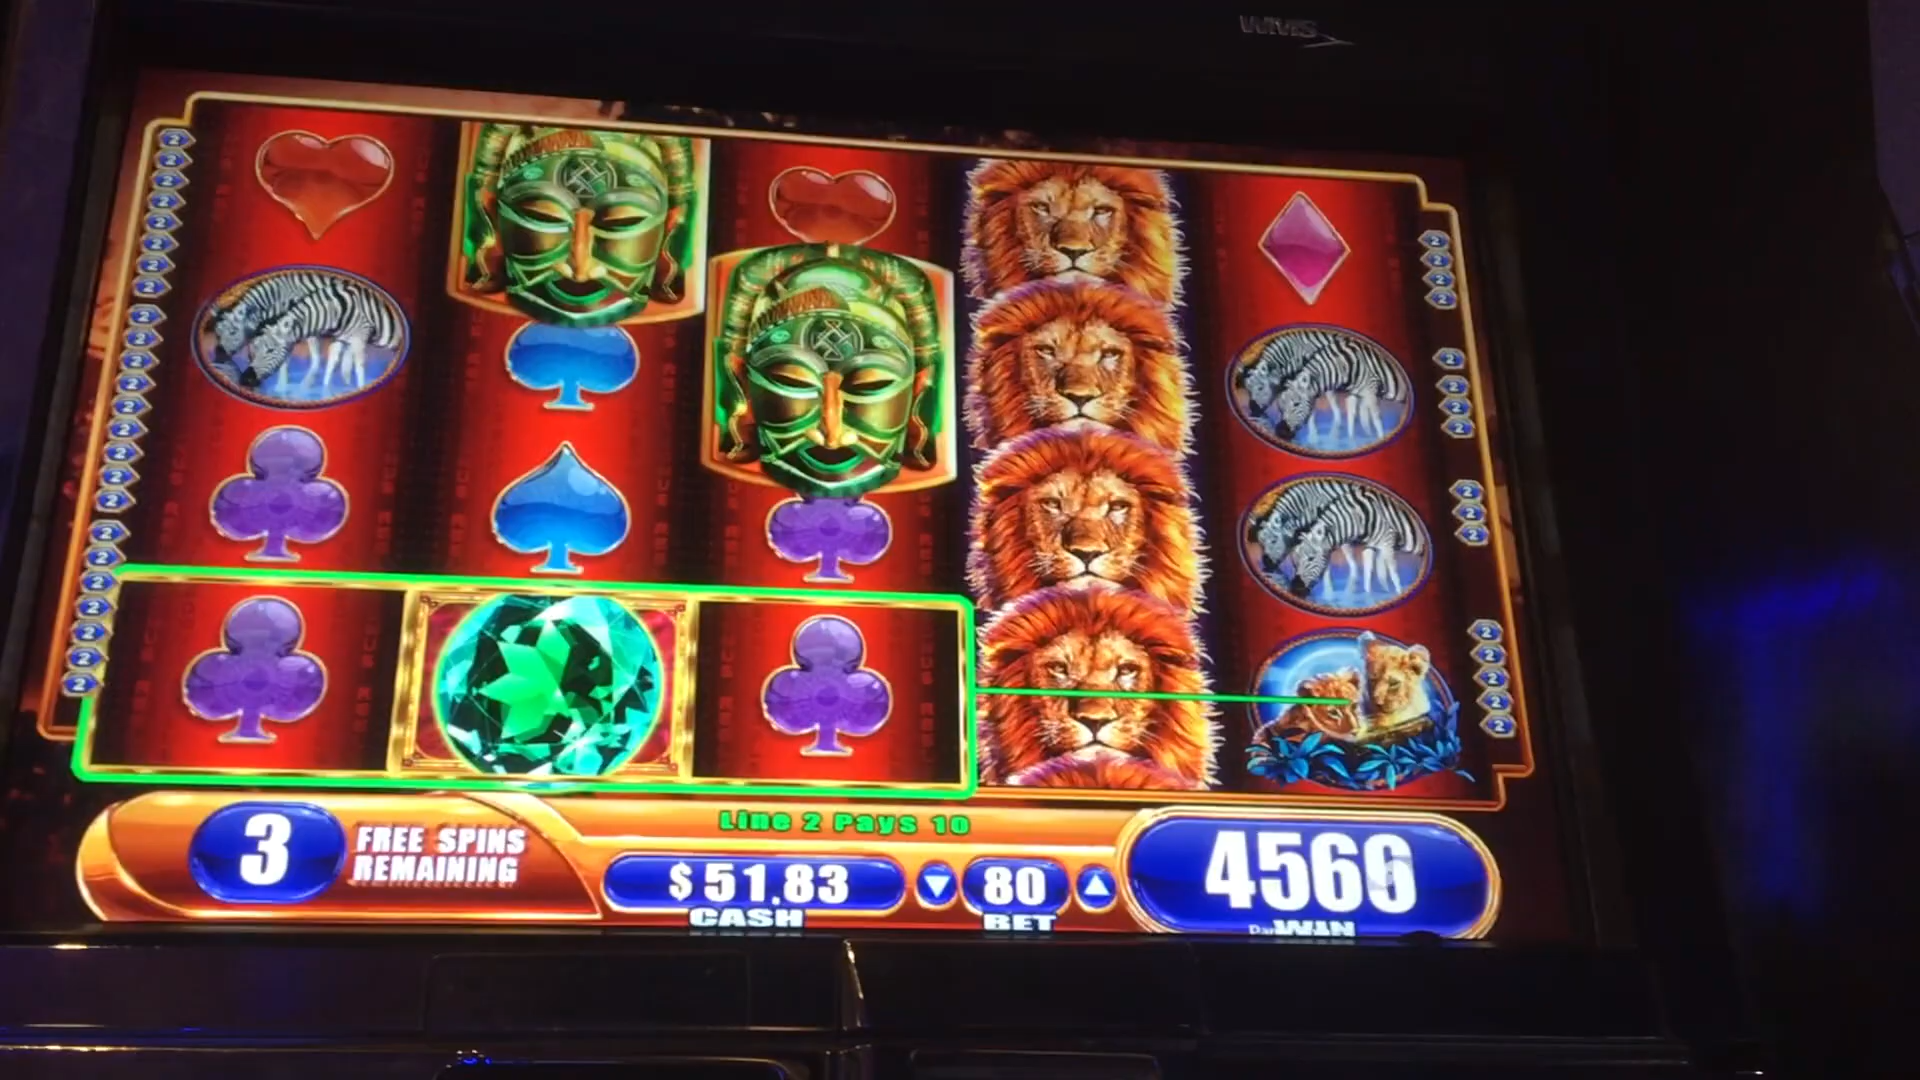 WMS
Line 2 Pays 10
3
FREE SPINS
REMAINING
$51.83
CASH
80
BET
4566
WIN